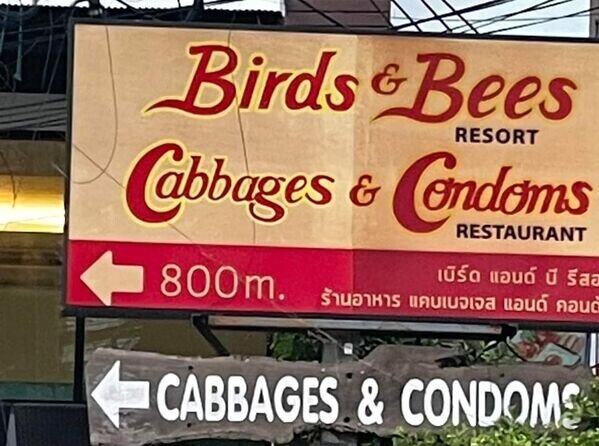 Birds & Bees
RESORT
Cabbages & Condoms
RESTAURANT
800m.
เบิร์ด แอนด์ บี
ร้านอาหาร แคบเบจเจส แอนด์
CABBAGES & CONDOMS